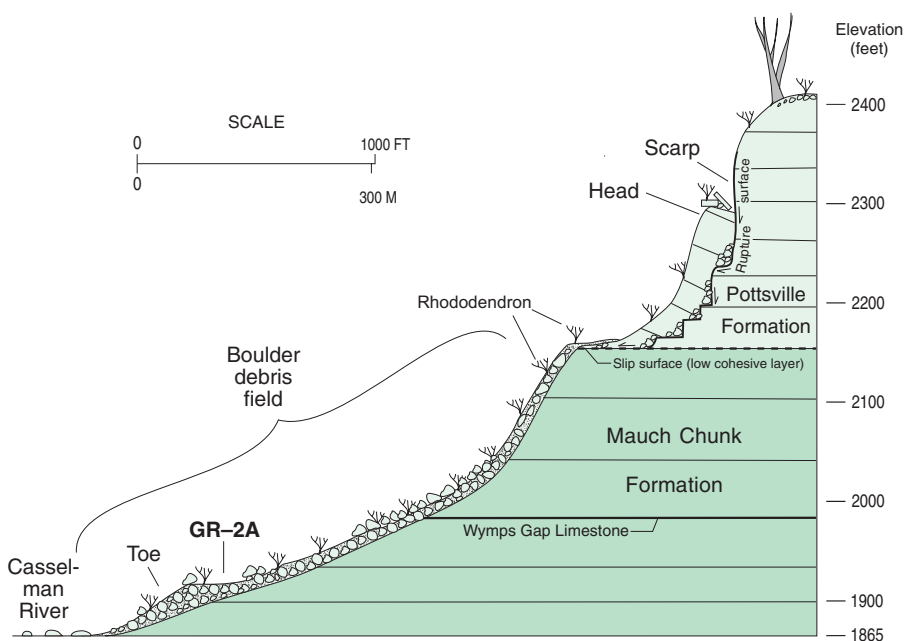 Elevation
(feet)
2400
2300
2200
2100
2000
1900
1865
SCALE
0
1000 FT
0
300 M
Scarp
Head
Rupture
surface
Rhododendron
Pottsville
Formation
Slip surface (low cohesive layer)
Boulder
debris
field
Mauch Chunk
Formation
Wymps Gap Limestone
GR–2A
Toe
Cassel-
man
River